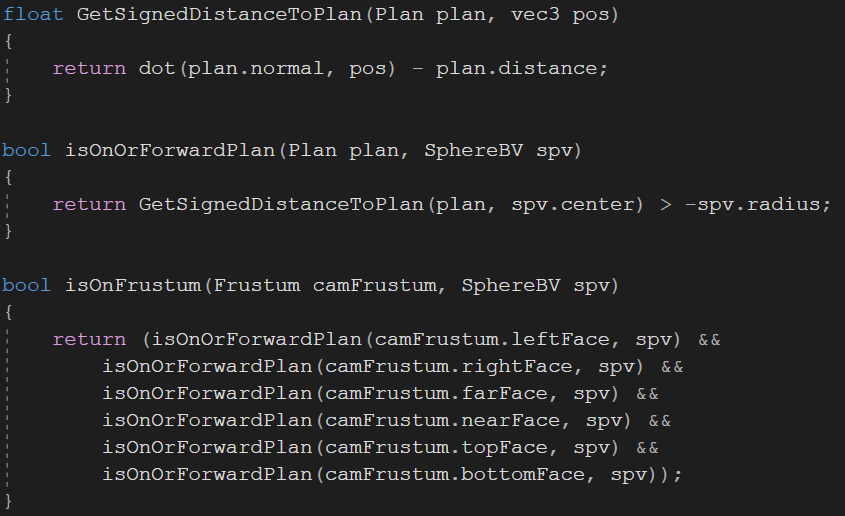 float GetSignedDistanceToPlan(Plan plan, vec3 pos)
{
    return dot(plan.normal, pos) - plan.distance;
}

bool isOnOrForwardPlan(Plan plan, SphereBV spv)
{
    return GetSignedDistanceToPlan(plan, spv.center) > -spv.radius;
}

bool isOnFrustum(Frustum camFrustum, SphereBV spv)
{
    return (isOnOrForwardPlan(camFrustum.leftFace, spv) &&
        isOnOrForwardPlan(camFrustum.rightFace, spv) &&
        isOnOrForwardPlan(camFrustum.farFace, spv) &&
        isOnOrForwardPlan(camFrustum.nearFace, spv) &&
        isOnOrForwardPlan(camFrustum.topFace, spv) &&
        isOnOrForwardPlan(camFrustum.bottomFace, spv));
}